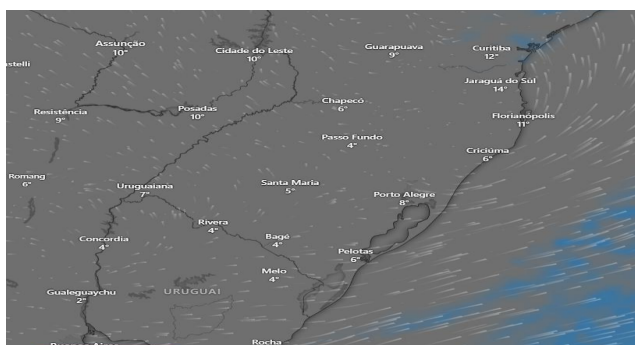 Assunção
10°
Cidade do Leste
10°
Guarapuava
9°
Curitiba
12°
Jaraguá do Sul
14°
Resistência
9°
Posadas
10°
Chapecó
6°
Florianópolis
11°
Passo Fundo
4°
Criciúma
6°
Romang
6°
Uruguaiana
7°
Santa Maria
5°
Porto Alegre
8°
Rivera
4°
Concordia
4°
Bagé
4°
Pelotas
6°
Melo
4°
Gualeguaychu
2°
URUGUAI
Rocha